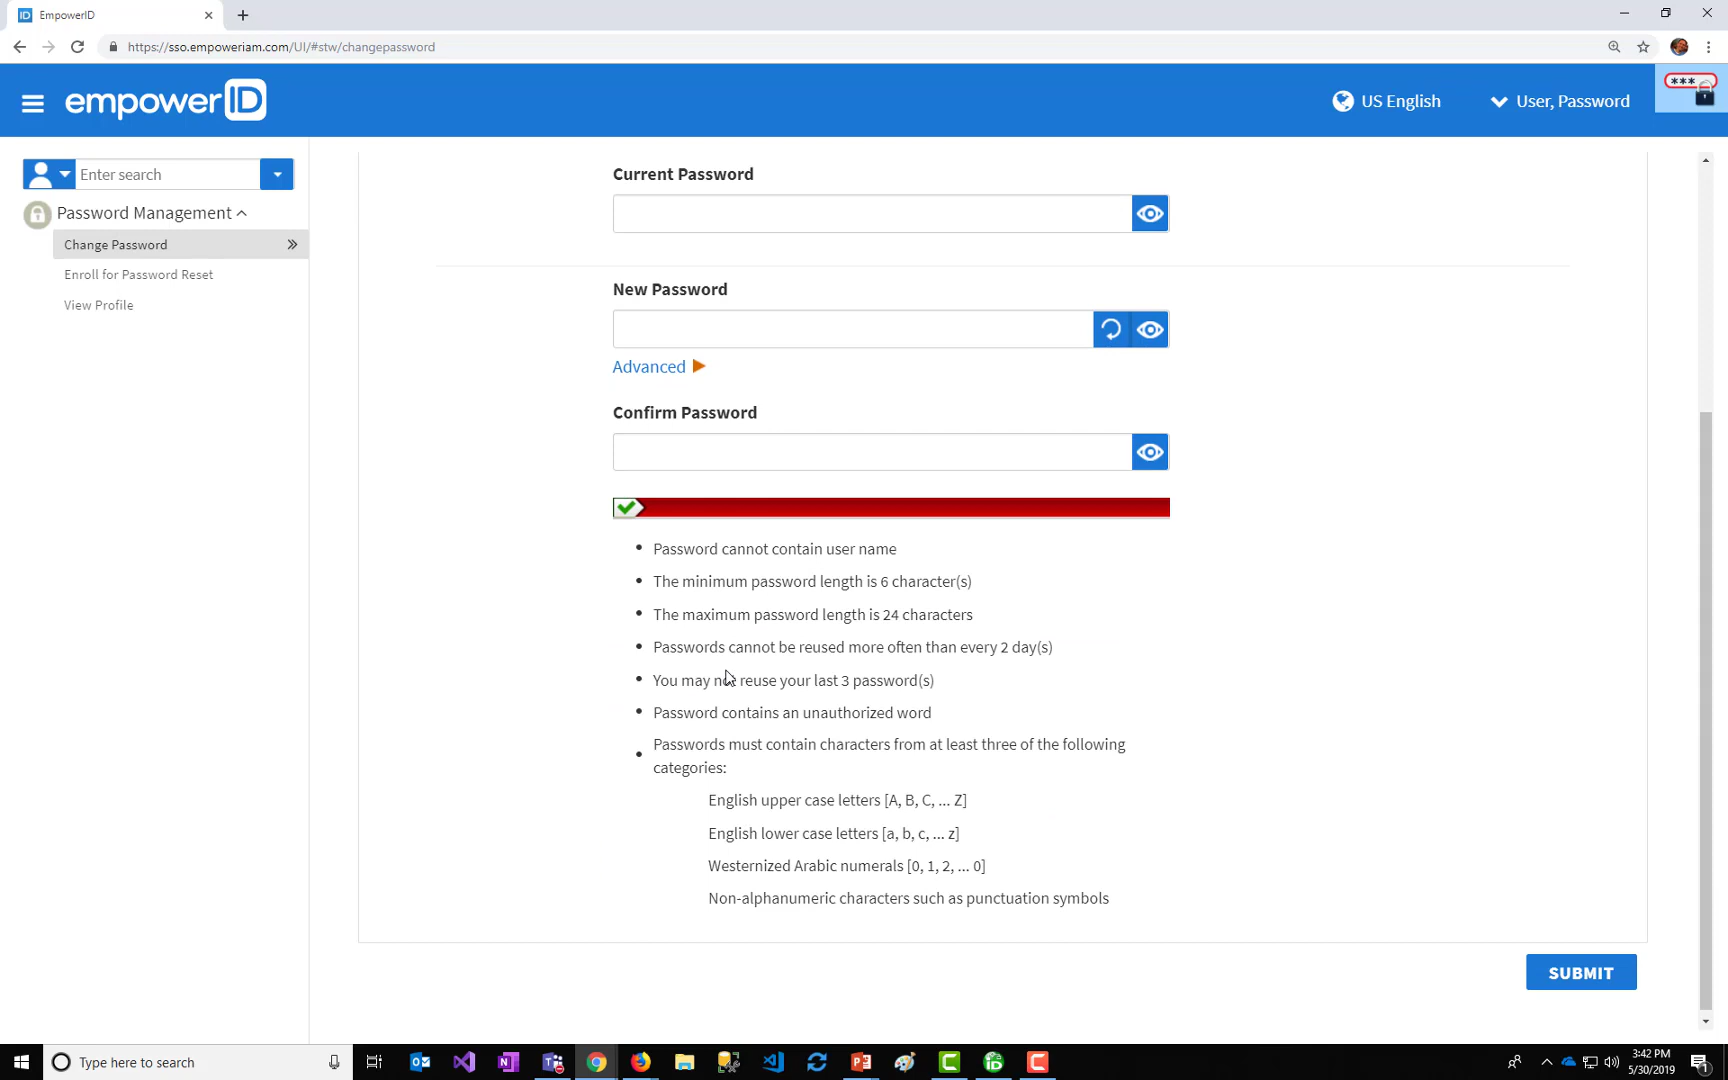 ID EmpowerID
https://sso.empoweriam.com/UI/#stw/changepassword
empowerID
US English
User, Password
***
Enter search
Password Management
Change Password
Enroll for Password Reset
View Profile
Current Password
New Password
Advanced
Confirm Password
Password cannot contain user name
The minimum password length is 6 character(s)
The maximum password length is 24 characters
Passwords cannot be reused more often than every 2 day(s)
You may not reuse your last 3 password(s)
Password contains an unauthorized word
Passwords must contain characters from at least three of the following
categories:
English upper case letters [A, B, C, ... Z]
English lower case letters [a, b, c, ... z]
Westernized Arabic numerals [0, 1, 2, ... 0]
Non-alphanumeric characters such as punctuation symbols
SUBMIT
Type here to search
3:42 PM
5/30/2019
1